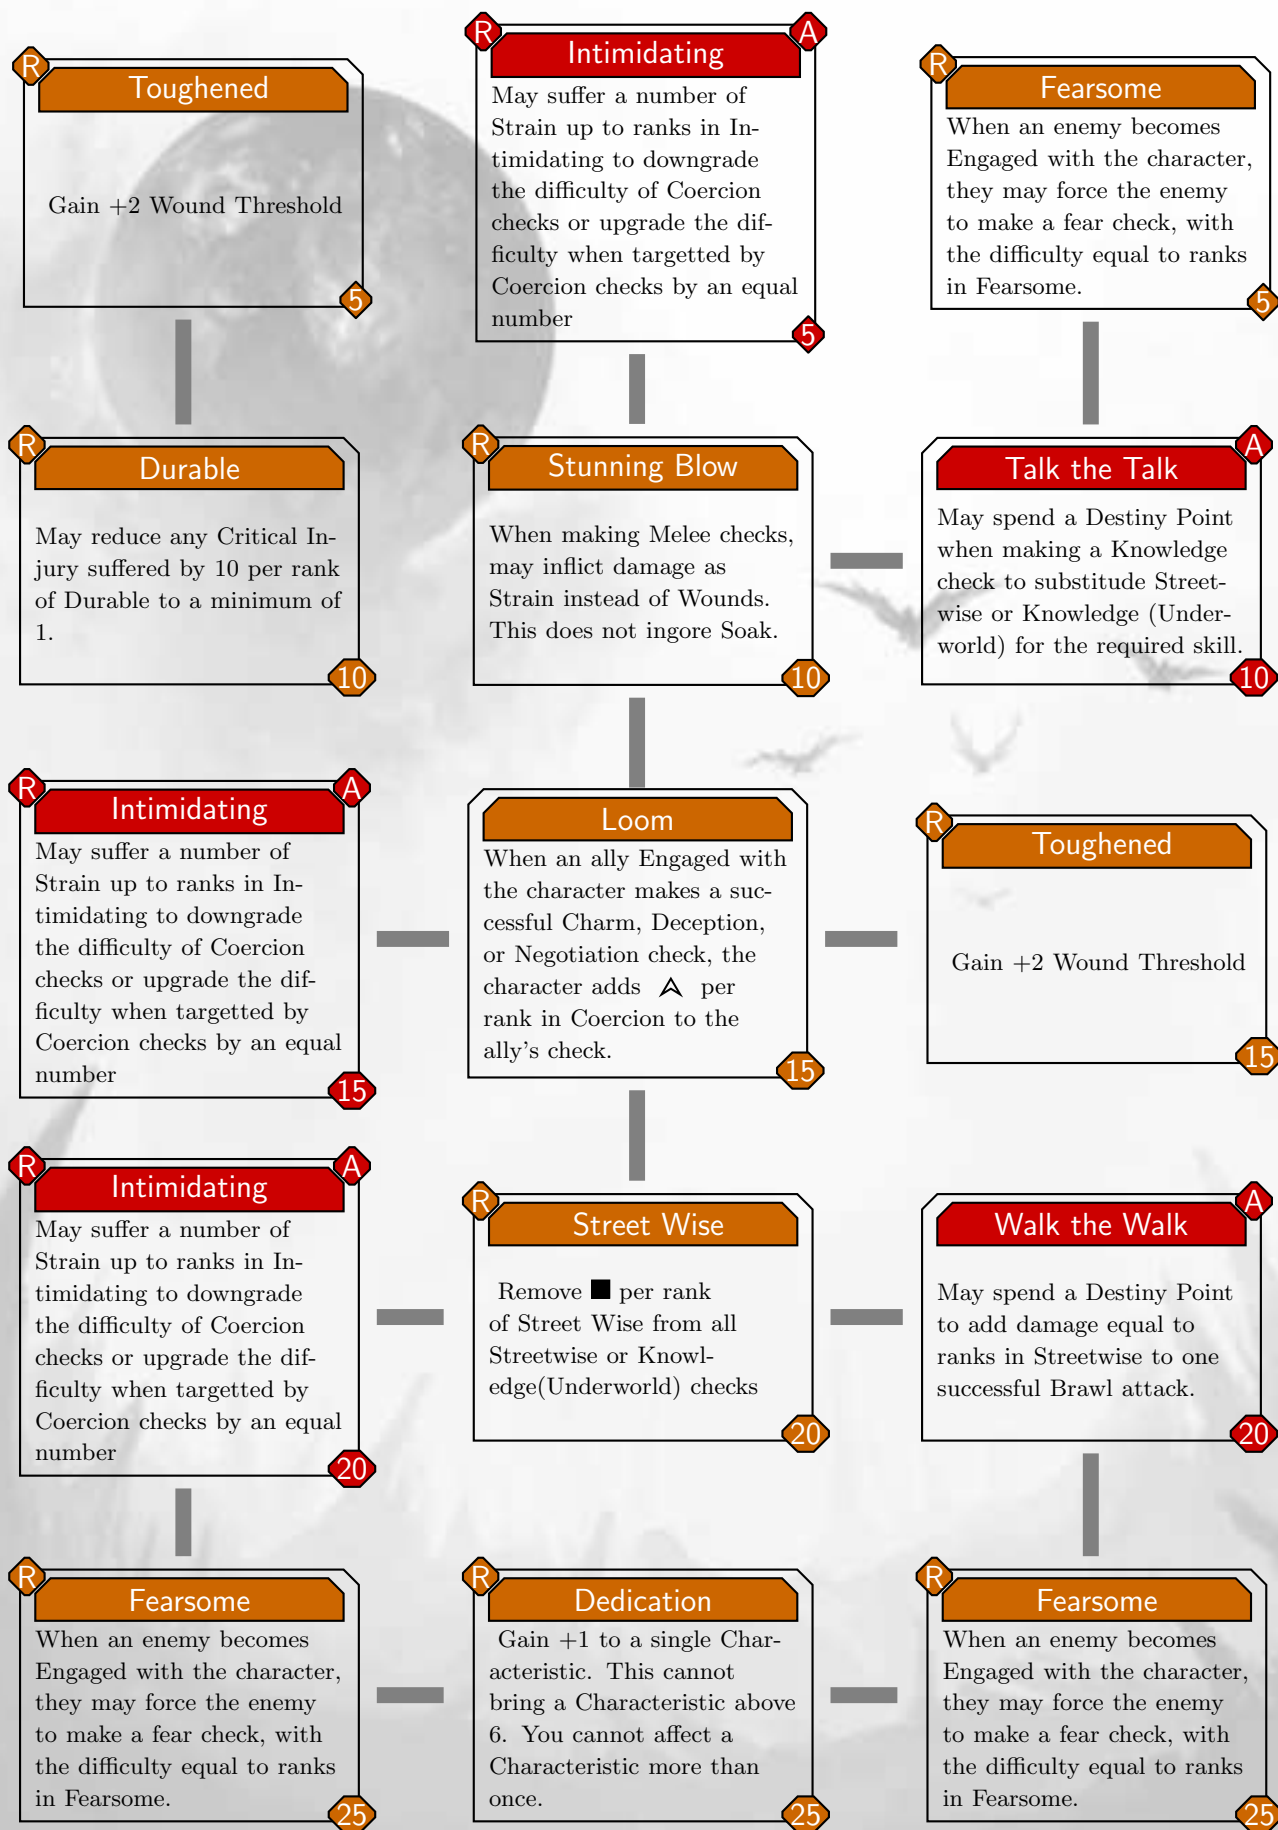 R
Toughened
Gain +2 Wound Threshold
5
R
A
Intimidating
May suffer a number of
Strain up to ranks in In-
timidating to downgrade
the difficulty of Coercion
checks or upgrade the dif-
ficulty when targetted by
Coercion checks by an equal
number
5
R
Fearsome
When an enemy becomes
Engaged with the character,
they may force the enemy
to make a fear check, with
the difficulty equal to ranks
in Fearsome.
5
R
Durable
May reduce any Critical In-
jury suffered by 10 per rank
of Durable to a minimum of
1.
10
R
Stunning Blow
When making Melee checks,
may inflict damage as
Strain instead of Wounds.
This does not ingore Soak.
10
A
Talk the Talk
May spend a Destiny Point
when making a Knowledge
check to substitude Street-
wise or Knowledge (Under-
world) for the required skill.
10
R
A
Intimidating
May suffer a number of
Strain up to ranks in In-
timidating to downgrade
the difficulty of Coercion
checks or upgrade the dif-
ficulty when targetted by
Coercion checks by an equal
number
15
Loom
When an ally Engaged with
the character makes a suc-
cessful Charm, Deception,
or Negotiation check, the
character adds per
rank in Coercion to the
ally's check.
15
R
Toughened
Gain +2 Wound Threshold
15
R
A
Intimidating
May suffer a number of
Strain up to ranks in In-
timidating to downgrade
the difficulty of Coercion
checks or upgrade the dif-
ficulty when targetted by
Coercion checks by an equal
number
20
R
Street Wise
Remove ■ per rank
of Street Wise from all
Streetwise or Knowl-
edge(Underworld) checks
20
A
Walk the Walk
May spend a Destiny Point
to add damage equal to
ranks in Streetwise to one
successful Brawl attack.
20
R
Fearsome
When an enemy becomes
Engaged with the character,
they may force the enemy
to make a fear check, with
the difficulty equal to ranks
in Fearsome.
25
R
Dedication
Gain +1 to a single Char-
acteristic. This cannot
bring a Characteristic above
6. You cannot affect a
Characteristic more than
once.
25
R
Fearsome
When an enemy becomes
Engaged with the character,
they may force the enemy
to make a fear check, with
the difficulty equal to ranks
in Fearsome.
25